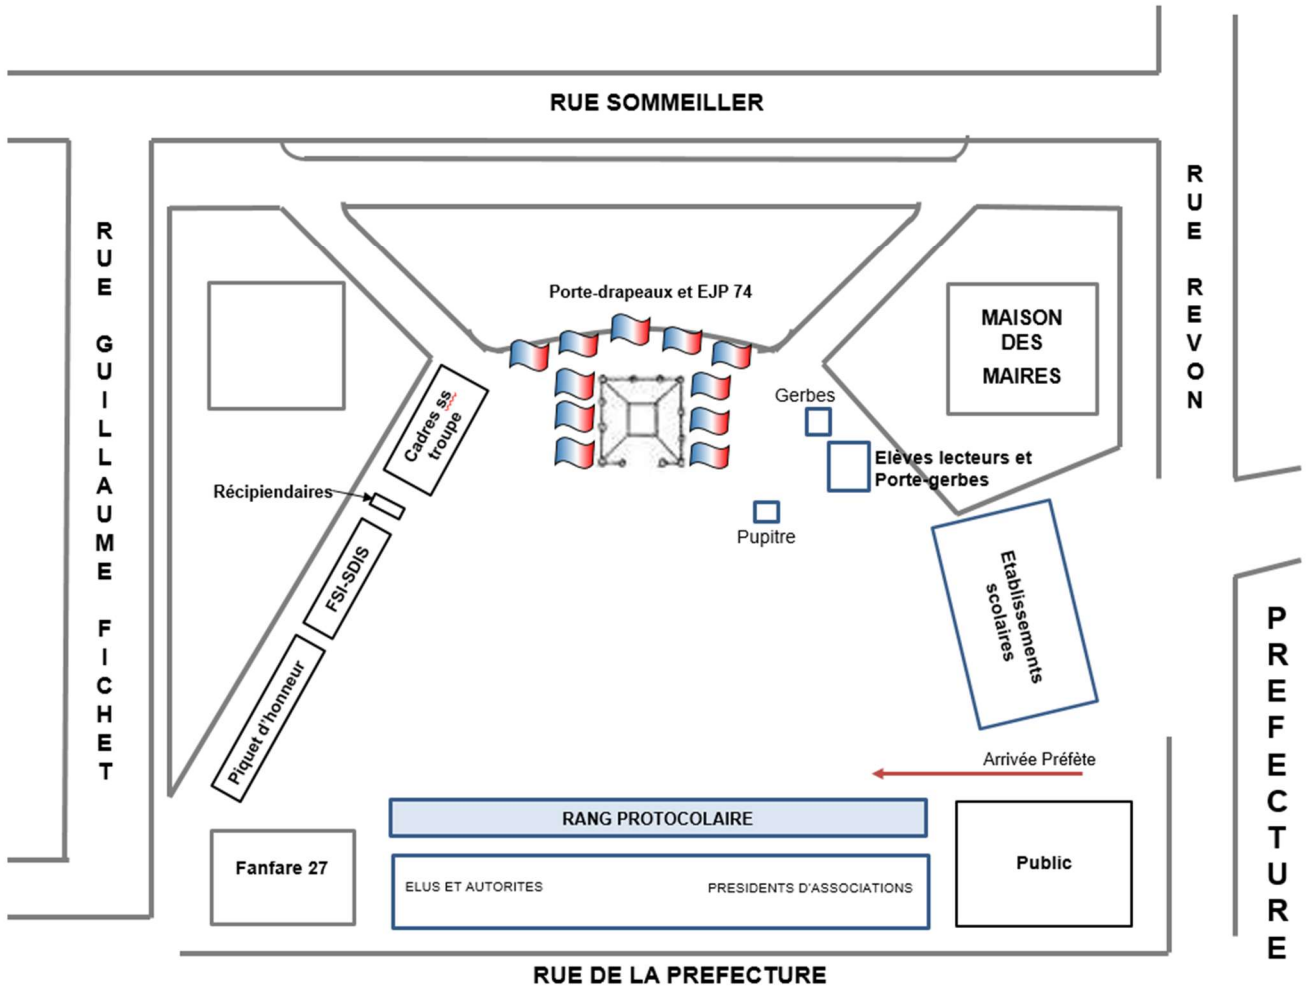 RUE SOMMEILLER
RUE GUILLAUME FICHET
RUE REVON
Porte-drapeaux et EJP 74
MAISON
DES
MAIRES
Cadres ss
troupe
Gerbes
Elèves lecteurs et
Porte-gerbes
Récipiendaires
Pupitre
FSI-SDIS
Etablissements
scolaires
Piquet d'honneur
PREFECTURE
Arrivée Préfète
RANG PROTOCOLAIRE
Fanfare 27
ELUS ET AUTORITES
PRESIDENTS D'ASSOCIATIONS
Public
RUE DE LA PREFECTURE